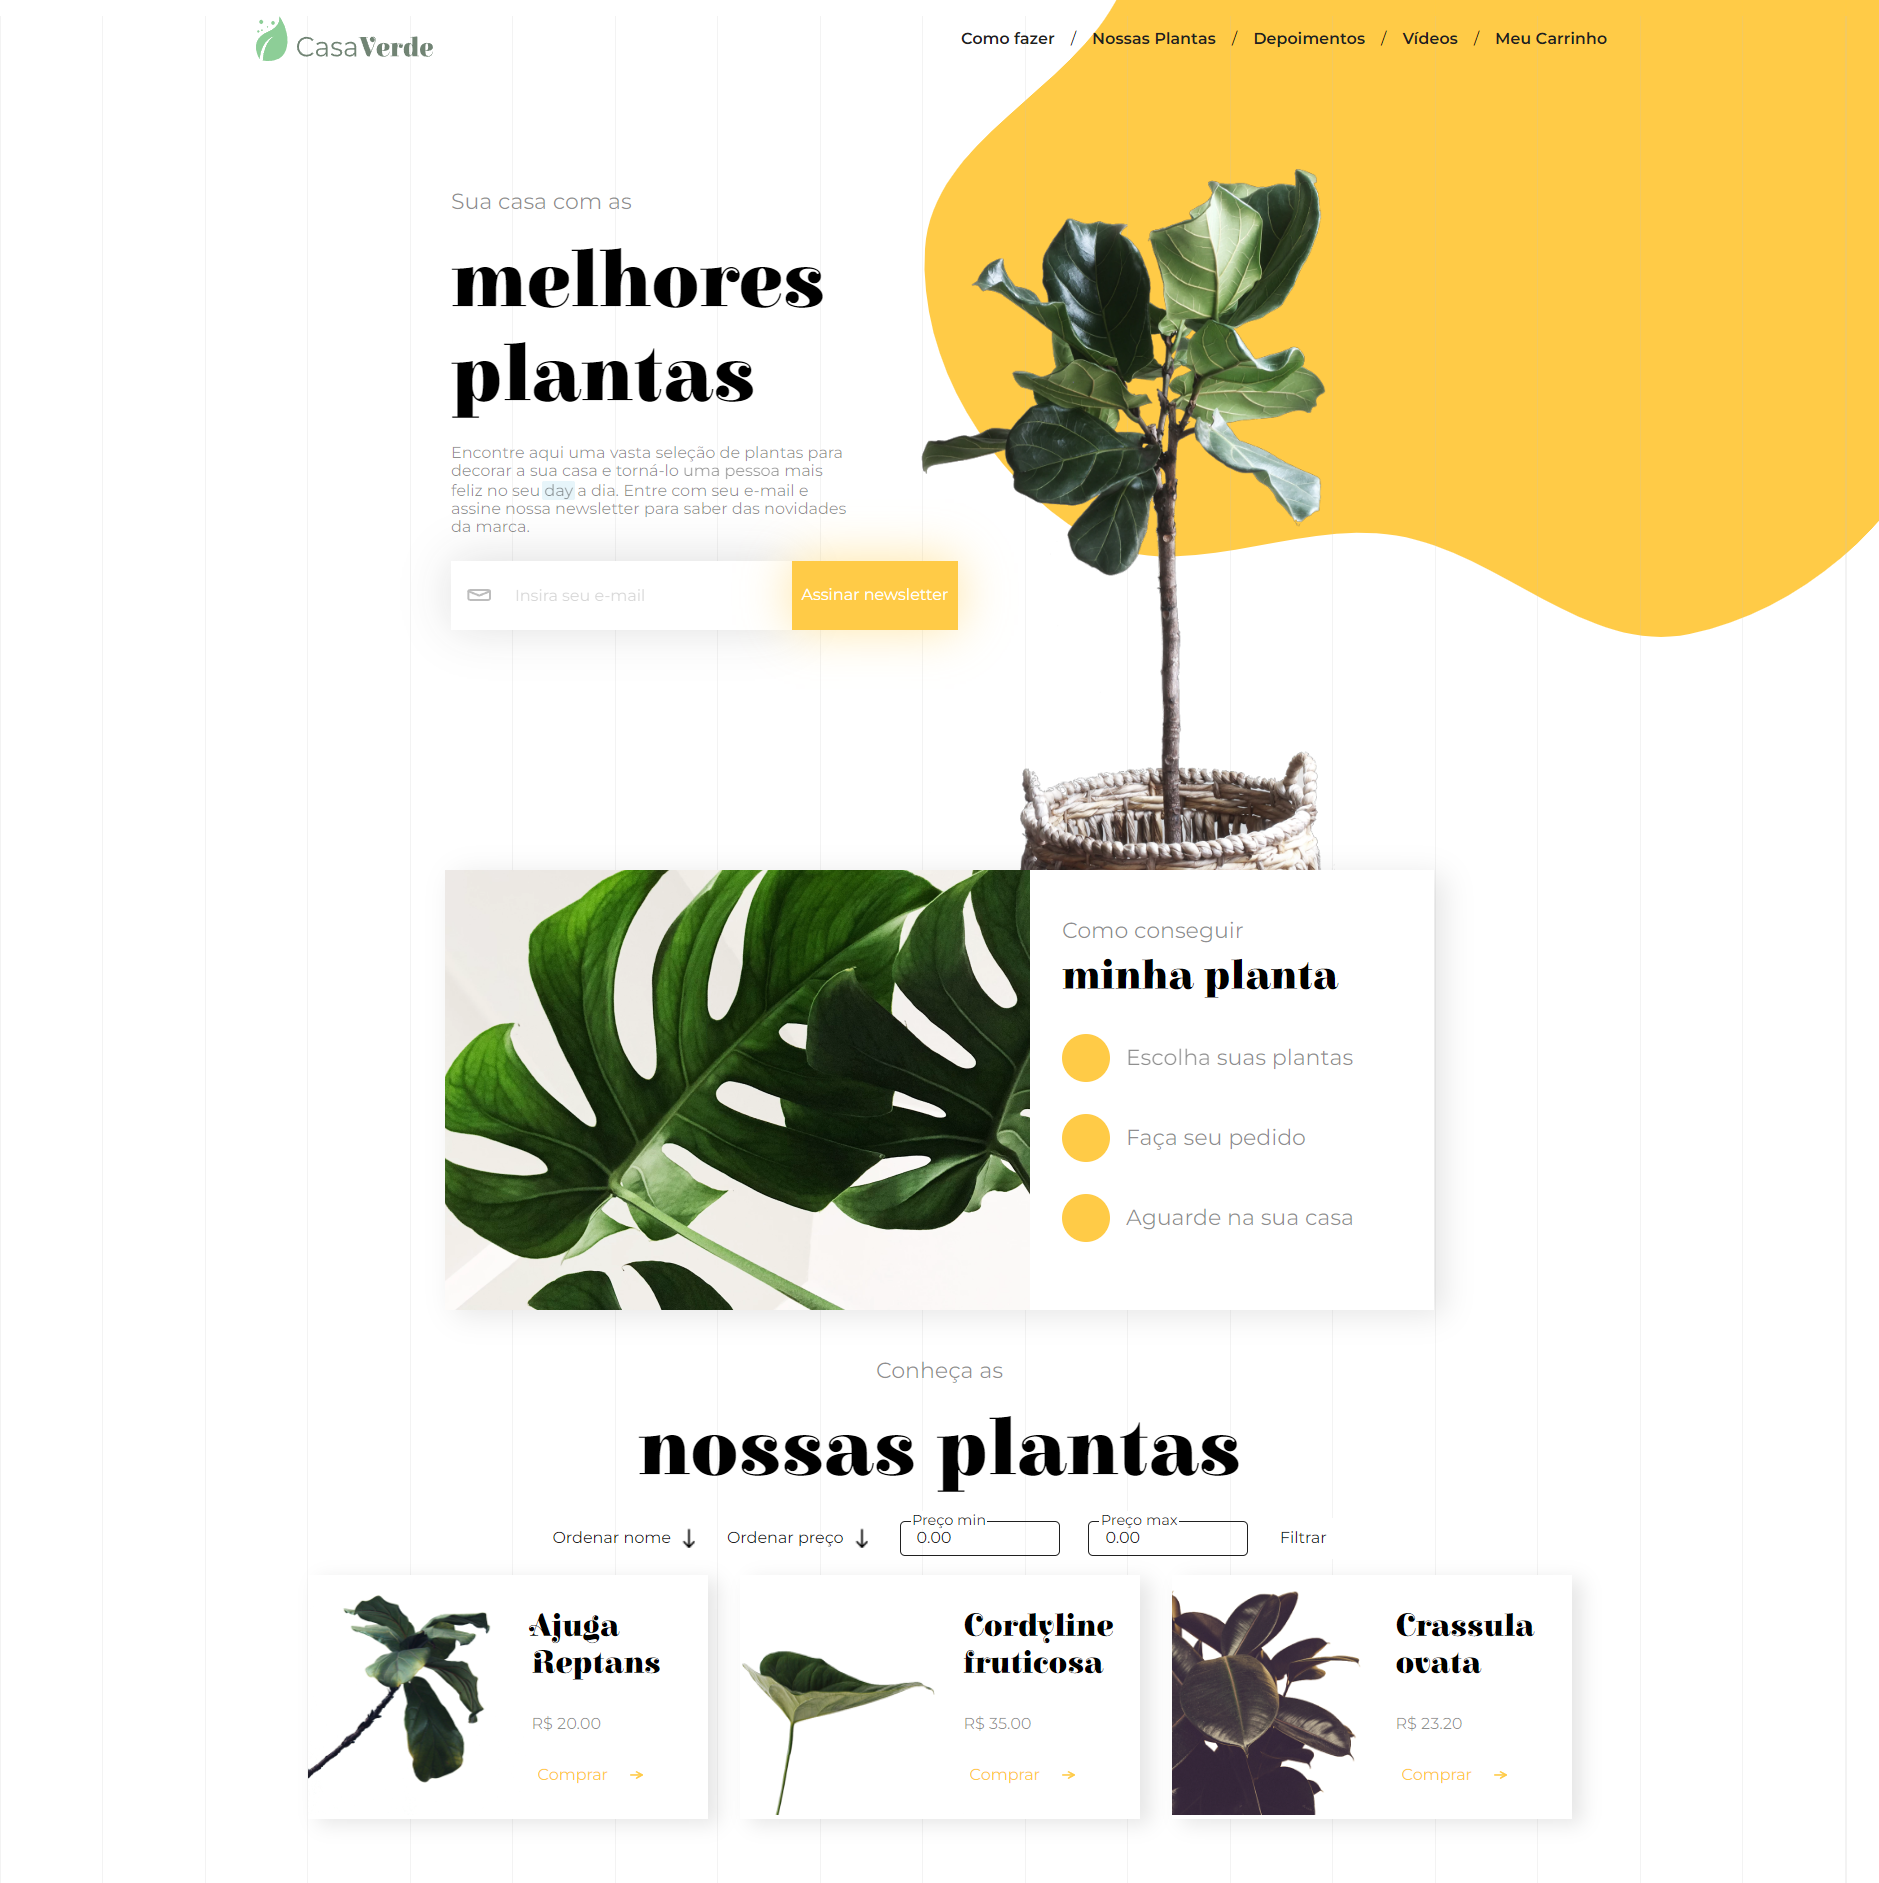 CasaVerde
Como fazer / Nossas Plantas / Depoimentos / Vídeos / Meu Carrinho
Sua casa com as
melhores
plantas
Encontre aqui uma vasta seleção de plantas para
decorar a sua casa e torná-lo uma pessoa mais
feliz no seu day a dia. Entre com seu e-mail e
assine nossa newsletter para saber das novidades
da marca.
Insira seu e-mail
Assinar newsletter
Como conseguir
minha planta
Escolha suas plantas
Faça seu pedido
Aguarde na sua casa
Conheça as
nossas plantas
Ordenar nome
Ordenar preço
Preço min
0.00
Preço max
0.00
Filtrar
Ajuga
Reptans
R$ 20.00
Comprar
Cordyline
fruticosa
R$ 35.00
Comprar
Crassula
ovata
R$ 23.20
Comprar